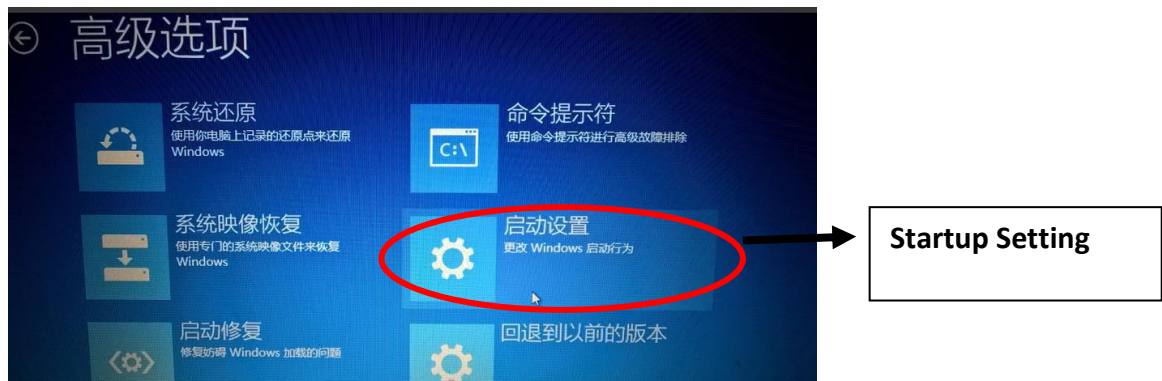 高级选项
系统还原
使用你电脑上记录的还原点来还原
Windows
命令提示符
使用命令提示符进行高级故障排除
C:\
系统映像恢复
使用专门的系统映像文件来恢复
Windows
启动设置
更改 Windows 启动行为
Startup Setting
启动修复
修复妨碍 Windows 加载的问题
回退到以前的版本